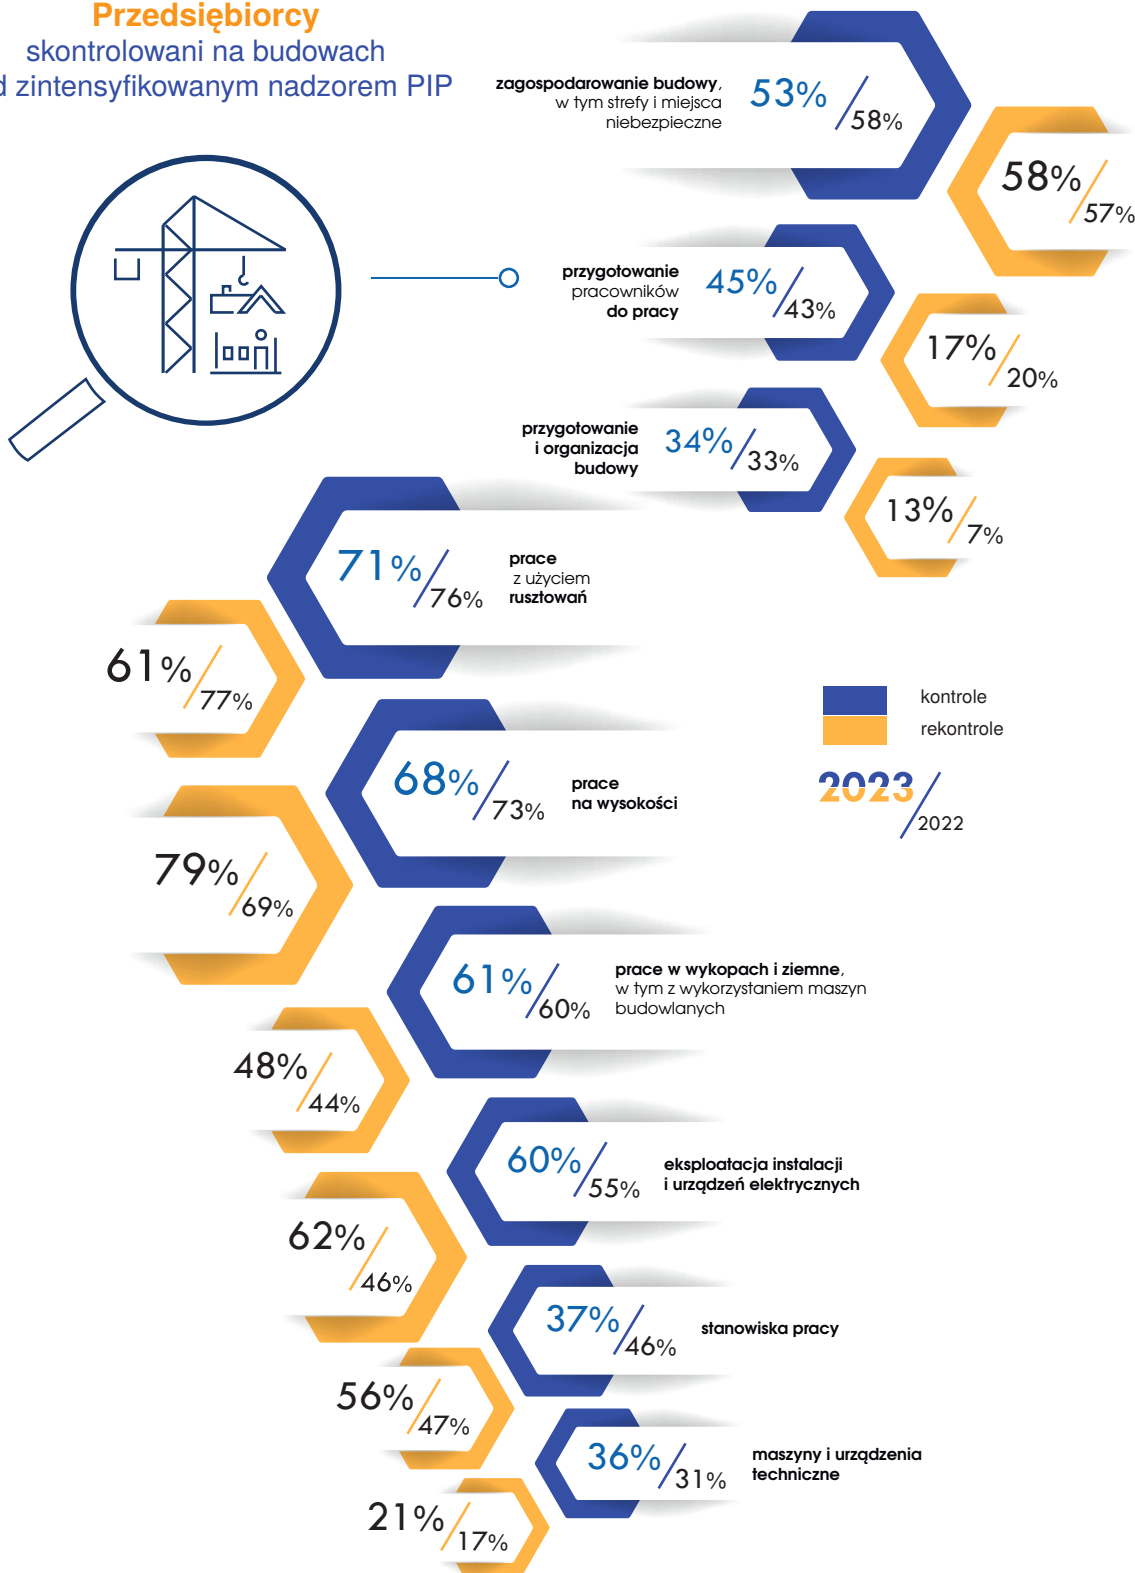 Przedsiębiorcy
skontrolowani na budowach
d zintensyfikowanym nadzorem PIP
zagospodarowanie budowy,
w tym strefy i miejsca
niebezpieczne
53%
58%
58%
57%
przygotowanie
pracowników
do pracy
45%
43%
17%
20%
przygotowanie
i organizacja
budowy
34%
33%
13%
7%
71%
76%
prace
z użyciem
rusztowań
61%
77%
kontrole
rekontrole
2023
2022
68%
73%
prace
na wysokości
79%
69%
61%
60%
prace w wykopach i ziemne,
w tym z wykorzystaniem maszyn
budowlanych
48%
44%
60%
55%
eksploatacja instalacji
i urządzeń elektrycznych
62%
46%
37%
46%
stanowiska pracy
56%
47%
36%
31%
maszyny i urządzenia
techniczne
21%
17%